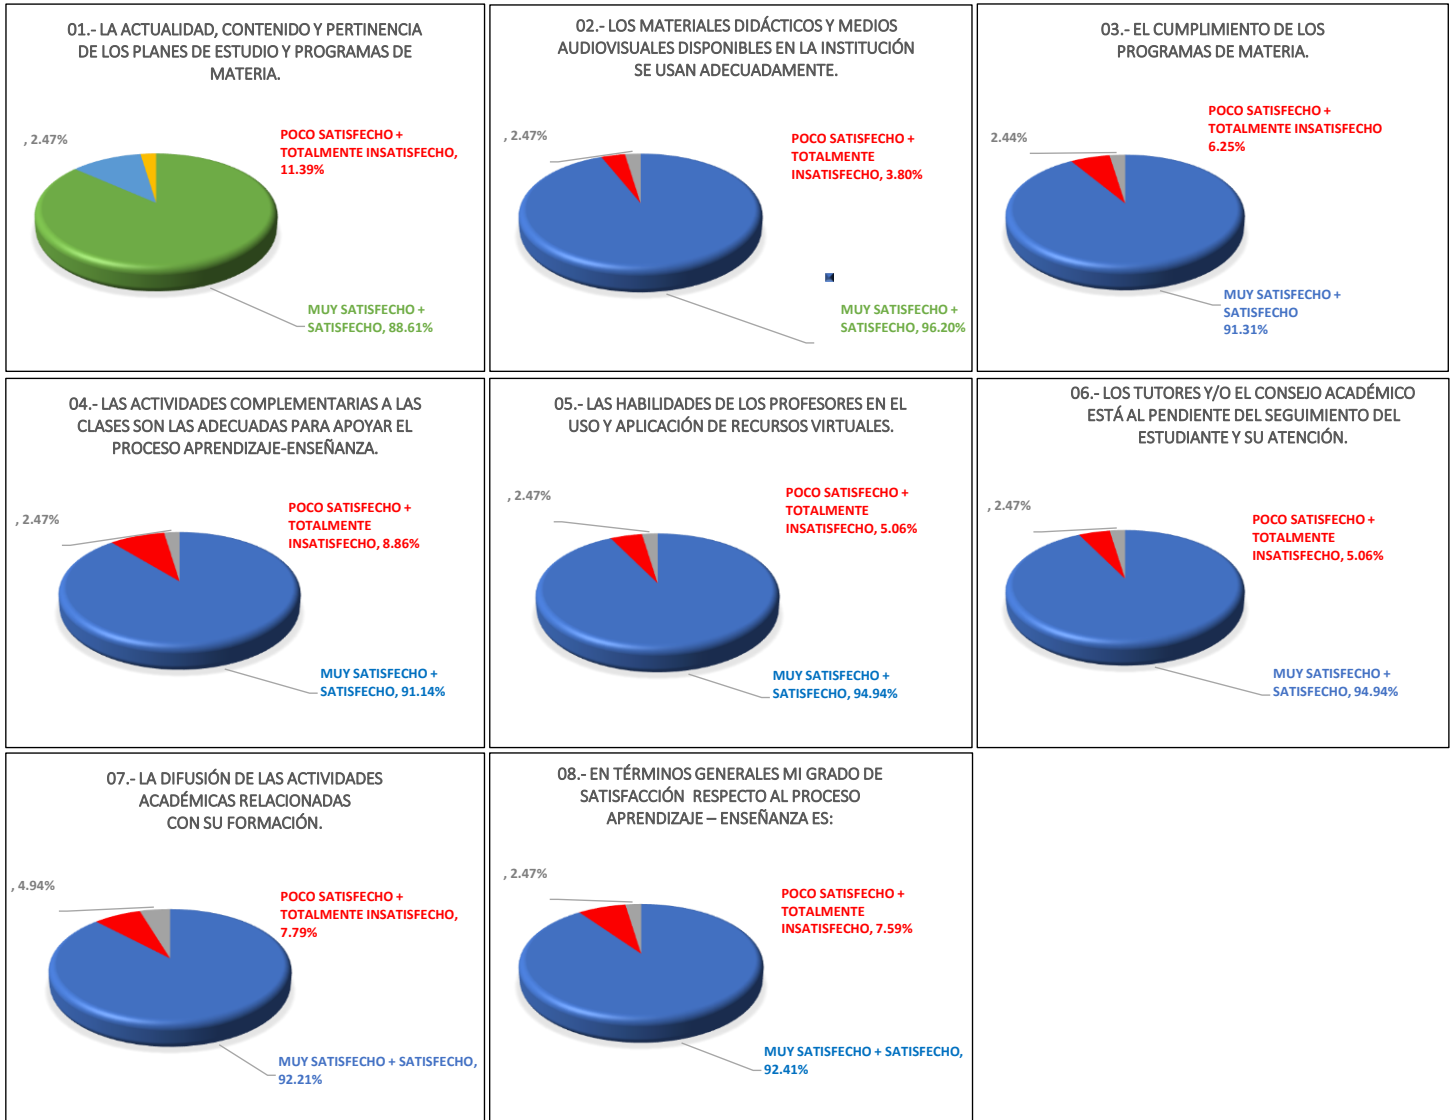 01.- LA ACTUALIDAD, CONTENIDO Y PERTINENCIA
DE LOS PLANES DE ESTUDIO Y PROGRAMAS DE
MATERIA.
, 2.47%
POCO SATISFECHO +
TOTALMENTE INSATISFECHO,
11.39%
MUY SATISFECHO +
SATISFECHO, 88.61%
02.- LOS MATERIALES DIDÁCTICOS Y MEDIOS
AUDIOVISUALES DISPONIBLES EN LA INSTITUCIÓN
SE USAN ADECUADAMENTE.
, 2.47%
POCO SATISFECHO +
TOTALMENTE
INSATISFECHO, 3.80%
MUY SATISFECHO +
SATISFECHO, 96.20%
03.- EL CUMPLIMIENTO DE LOS
PROGRAMAS DE MATERIA.
2.44%
POCO SATISFECHO +
TOTALMENTE INSATISFECHO
6.25%
MUY SATISFECHO +
SATISFECHO
91.31%
04.- LAS ACTIVIDADES COMPLEMENTARIAS A LAS
CLASES SON LAS ADECUADAS PARA APOYAR EL
PROCESO APRENDIZAJE-ENSEÑANZA.
, 2.47%
POCO SATISFECHO +
TOTALMENTE
INSATISFECHO, 8.86%
MUY SATISFECHO +
SATISFECHO, 91.14%
05.- LAS HABILIDADES DE LOS PROFESORES EN EL
USO Y APLICACIÓN DE RECURSOS VIRTUALES.
, 2.47%
POCO SATISFECHO +
TOTALMENTE
INSATISFECHO, 5.06%
MUY SATISFECHO +
SATISFECHO, 94.94%
06.- LOS TUTORES Y/O EL CONSEJO ACADÉMICO
ESTÁ AL PENDIENTE DEL SEGUIMIENTO DEL
ESTUDIANTE Y SU ATENCIÓN.
, 2.47%
POCO SATISFECHO +
TOTALMENTE
INSATISFECHO, 5.06%
MUY SATISFECHO +
SATISFECHO, 94.94%
07.- LA DIFUSIÓN DE LAS ACTIVIDADES
ACADÉMICAS RELACIONADAS
CON SU FORMACIÓN.
, 4.94%
POCO SATISFECHO +
TOTALMENTE INSATISFECHO,
7.79%
MUY SATISFECHO + SATISFECHO,
92.21%
08.- EN TÉRMINOS GENERALES MI GRADO DE
SATISFACCIÓN RESPECTO AL PROCESO
APRENDIZAJE – ENSEÑANZA ES:
, 2.47%
POCO SATISFECHO +
TOTALMENTE
INSATISFECHO, 7.59%
MUY SATISFECHO + SATISFECHO,
92.41%